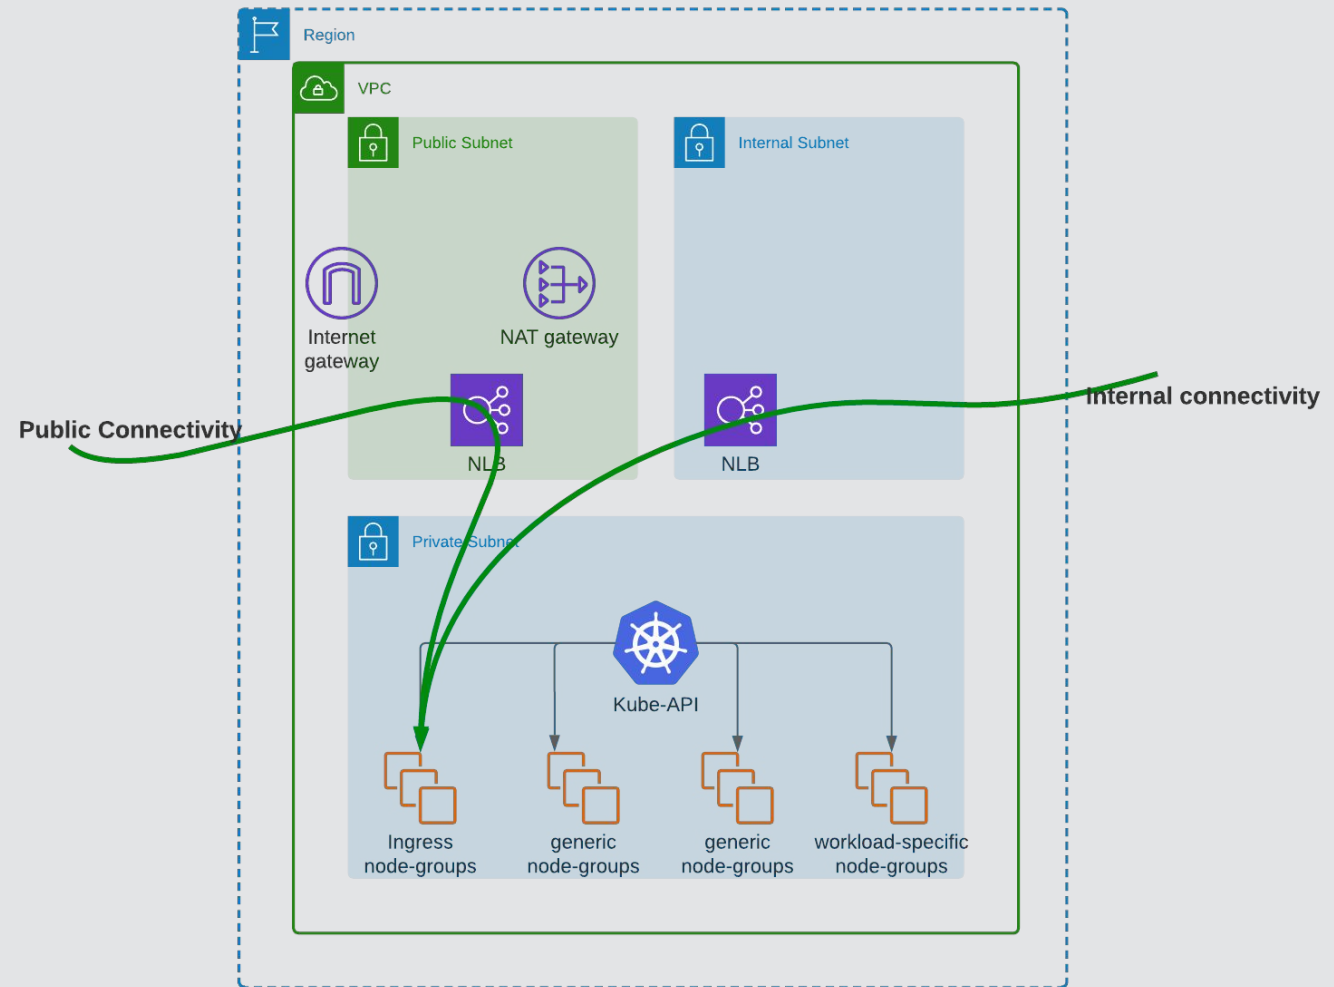 Region
VPC
Public Subnet
Internal Subnet
Internet
gateway
NAT gateway
Public Connectivity
Internal connectivity
NLB
NLB
Private Subnet
Kube-API
Ingress
node-groups
generic
node-groups
generic
node-groups
workload-specific
node-groups